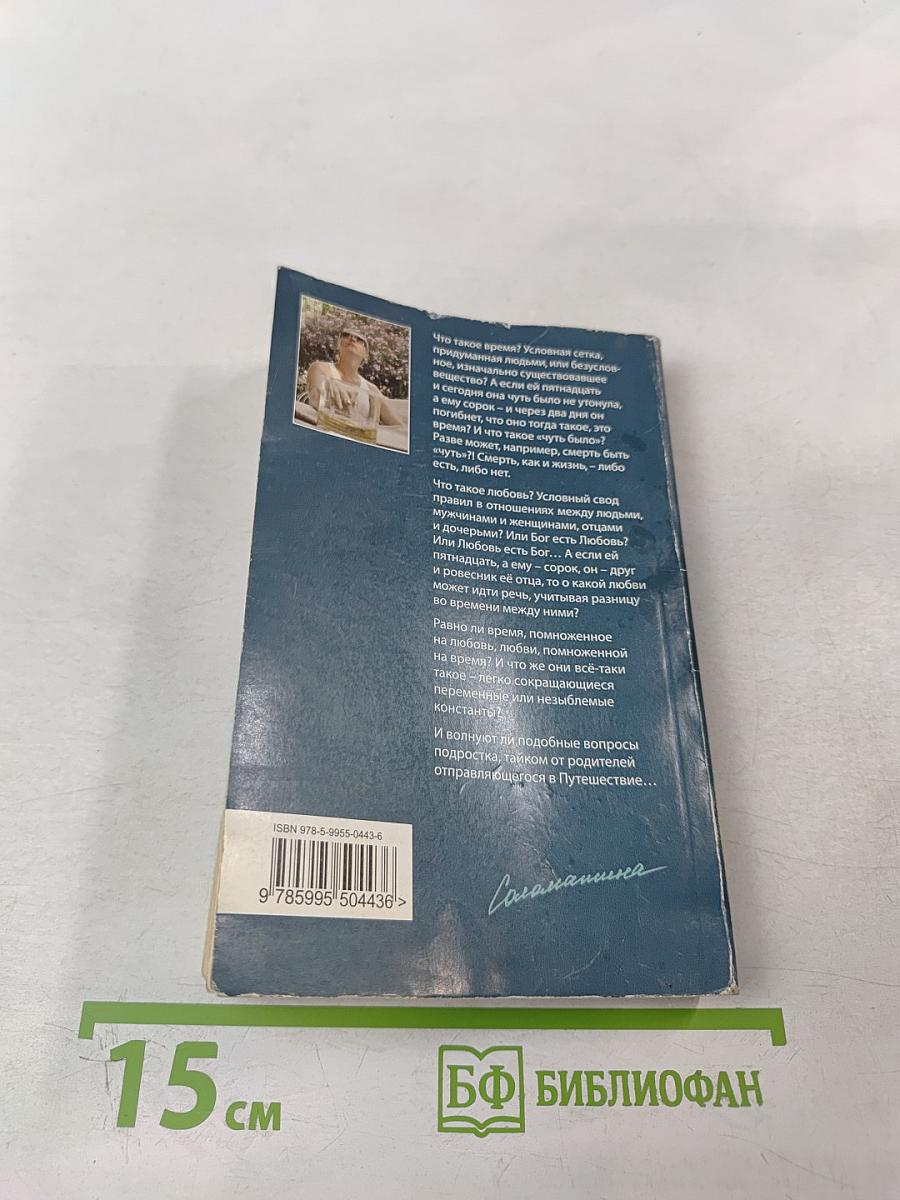 Что такое время? Условная сетка,
придуманная людьми, или безуслов-
ное, изначально существовавшее
вещество? А если ей пятнадцать
и сегодня она чуть было не утонула,
а ему сорок – и через два дня он
погибнет, что оно тогда такое, это
время? И что такое «чуть было»?
Разве может, например, смерть быть
«чуть»?! Смерть, как и жизнь, – либо
есть, либо нет.
Что такое любовь? Условный свод
правил в отношениях между людьми,
мужчинами и женщинами, отцами
и дочерьми? Или Бог есть Любовь?
Или Любовь есть Бог… А если ей
пятнадцать, а ему – сорок, он – друг
и ровесник её отца, то о какой любви
может идти речь, учитывая разницу
во времени между ними?
Равно ли время, помноженное
на любовь, любви, помноженной
на время? И что же они всё-таки
такое – легко сокращающиеся
переменные или незыблемые
константы?
И волнуют ли подобные вопросы
подростка, тайком от родителей
отправляющегося в Путешествие…
Соломатина
ISBN 978-5-9955-0443-6
9 785995 504436 >
15 см
БФ БИБЛИОФАН